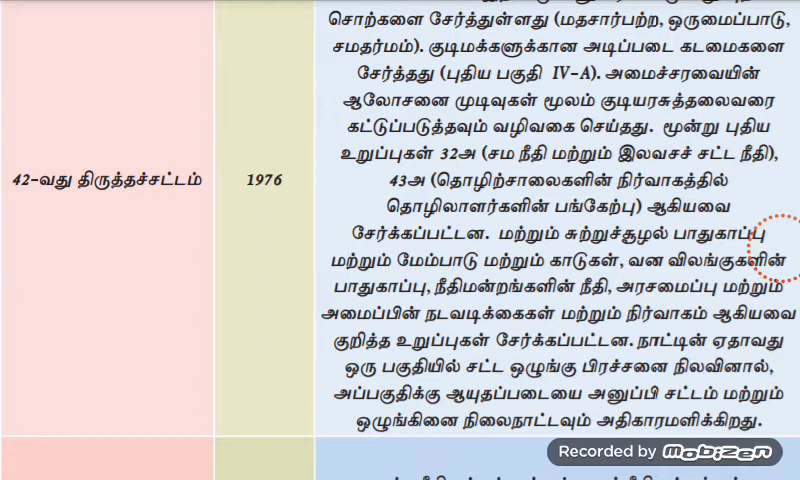 சொற்களை சேர்த்துள்ளது (மதசார்பற்ற, ஒருமைப்பாடு,
சமதர்மம்). குடிமக்களுக்கான அடிப்படை கடமைகளை
சேர்த்தது (புதிய பகுதி IV-A). அமைச்சரவையின்
ஆலோசனை முடிவுகள் மூலம் குடியரசுத்தலைவரை
கட்டுப்படுத்தவும் வழிவகை செய்தது. மூன்று புதிய
உறுப்புகள் 32அ (சம நீதி மற்றும் இலவசச் சட்ட நீதி),
42-வது திருத்தச்சட்டம்
1976
43அ (தொழிற்சாலைகளின் நிர்வாகத்தில்
தொழிலாளர்களின் பங்கேற்பு) ஆகியவை
சேர்க்கப்பட்டன. மற்றும் சுற்றுச்சூழல் பாதுகாப்பு
மற்றும் மேம்பாடு மற்றும் காடுகள், வன விலங்குகளின்
பாதுகாப்பு, நீதிமன்றங்களின் நீதி, அரசமைப்பு மற்றும்
அமைப்பின் நடவடிக்கைகள் மற்றும் நிர்வாகம் ஆகியவை
குறித்த உறுப்புகள் சேர்க்கப்பட்டன. நாட்டின் ஏதாவது
ஒரு பகுதியில் சட்ட ஒழுங்கு பிரச்சனை நிலவினால்,
அப்பகுதிக்கு ஆயுதப்படையை அனுப்பி சட்டம் மற்றும்
ஒழுங்கினை நிலைநாட்டவும் அதிகாரமளிக்கிறது.
Recorded by mobizen